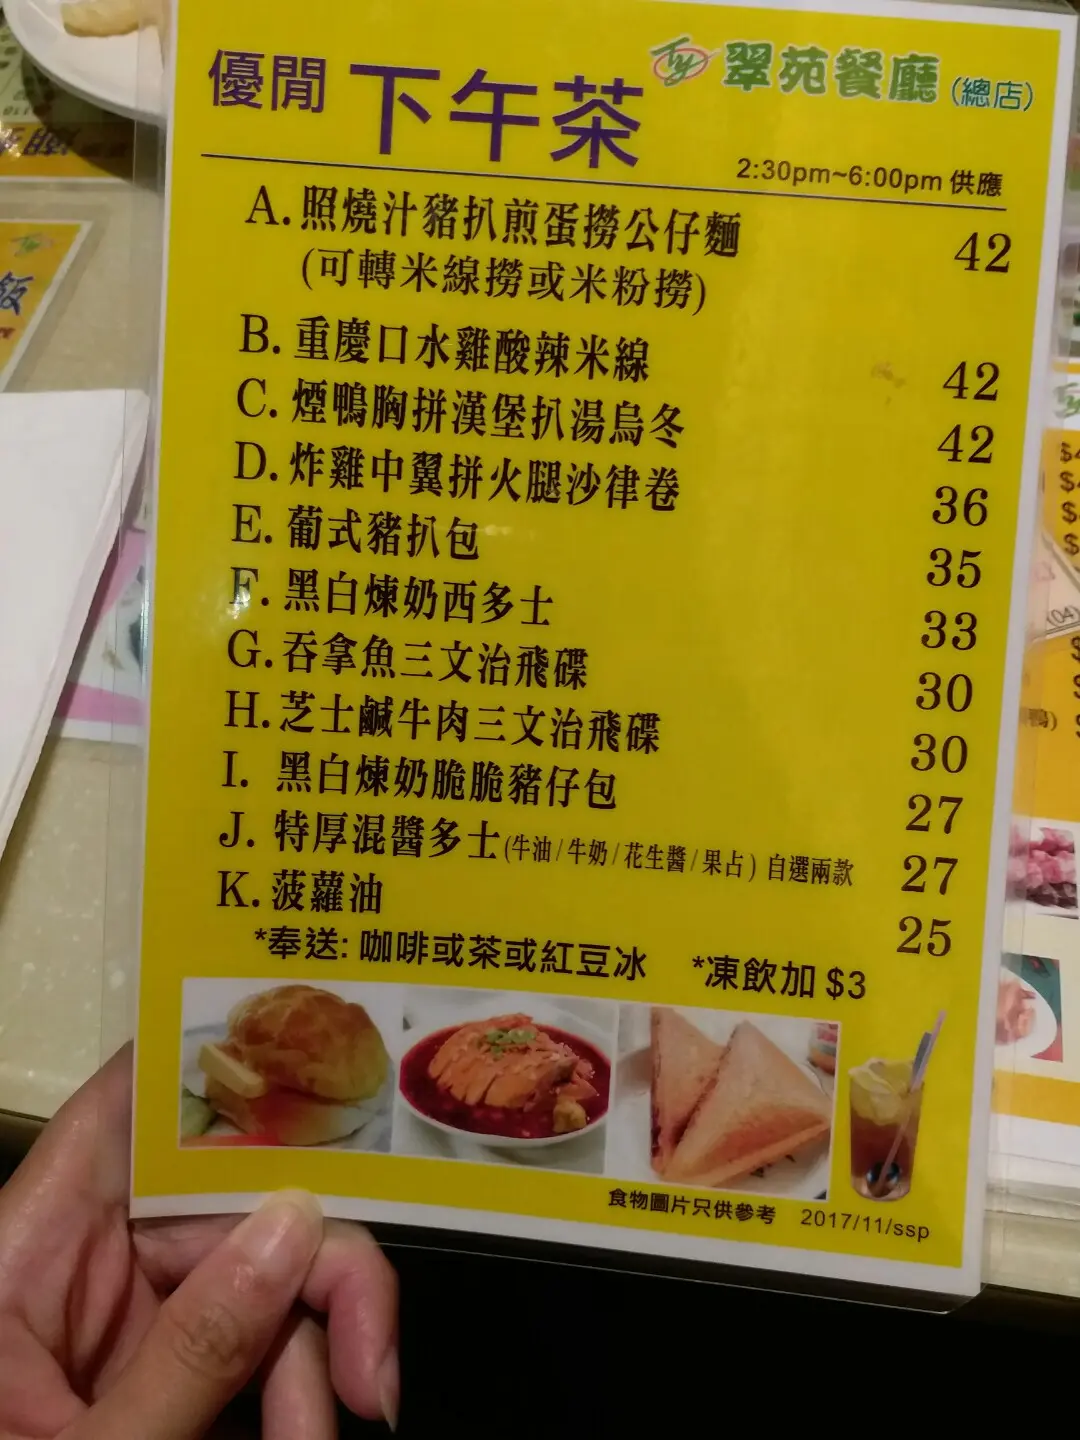 優閒 下午茶 Ty 翠苑餐廳 (總店)
2:30pm~6:00pm 供應
A. 照燒汁豬扒煎蛋撈公仔麵 42
(可轉米線撈或米粉撈)
B. 重慶口水雞酸辣米線 42
C. 煙鴨胸拼漢堡扒湯烏冬 42
D. 炸雞中翼拼火腿沙律卷 36
E. 葡式豬扒包 35
F. 黑白煉奶西多士 33
G. 吞拿魚三文治飛碟 30
H. 芝士鹹牛肉三文治飛碟 30
I. 黑白煉奶脆脆豬仔包 27
J. 特厚混醬多士 (牛油/牛奶/花生醬/果占) 自選兩款 27
K. 菠蘿油 25
*奉送: 咖啡或茶或紅豆冰 *凍飲加 $3
食物圖片只供參考 2017/11/ssp
飯
(04)